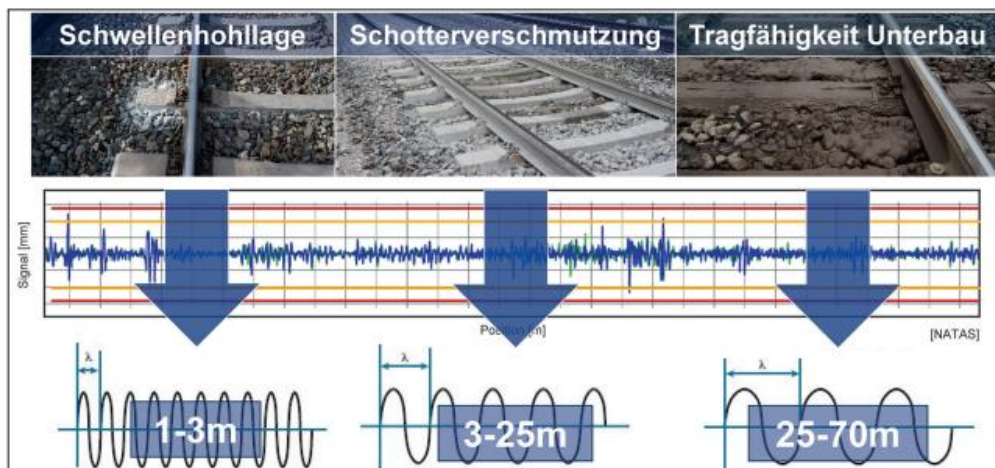 Schwellenhohllage
Schotterverschmutzung
Tragfähigkeit Unterbau
Signal [mm]
Position [m]
[NATAS]
λ
λ
λ
1-3m
3-25m
25-70m